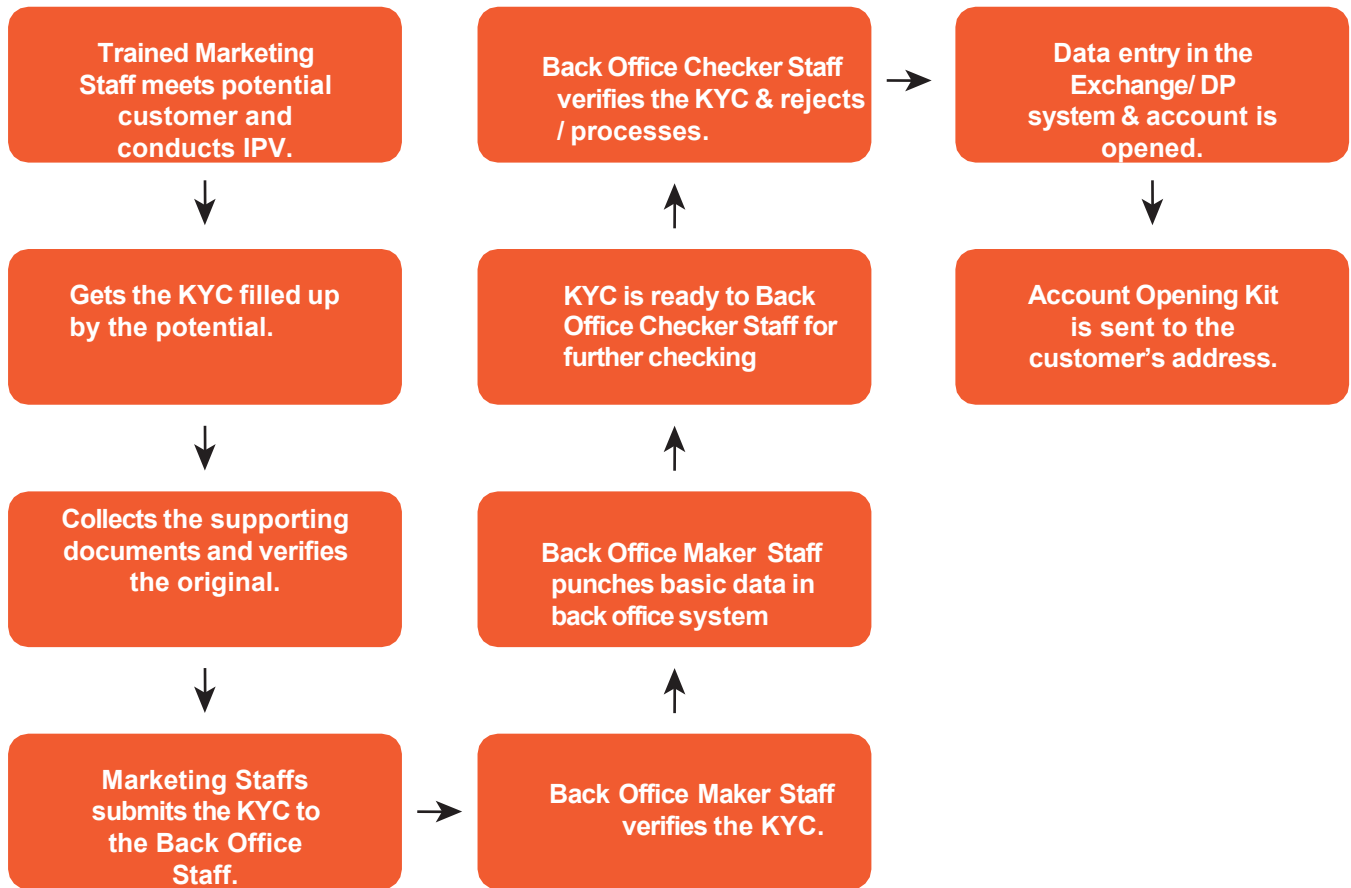 Trained Marketing
Staff meets potential
customer and
conducts IPV.
Gets the KYC filled up
by the potential.
Collects the supporting
documents and verifies
the original.
Marketing Staffs
submits the KYC to
the Back Office
Staff.
Back Office Maker Staff
verifies the KYC.
Back Office Maker Staff
punches basic data in
back office system
KYC is ready to Back
Office Checker Staff for
further checking
Back Office Checker Staff
verifies the KYC & rejects
/ processes.
Data entry in the
Exchange/ DP
system & account is
opened.
Account Opening Kit
is sent to the
customer’s address.